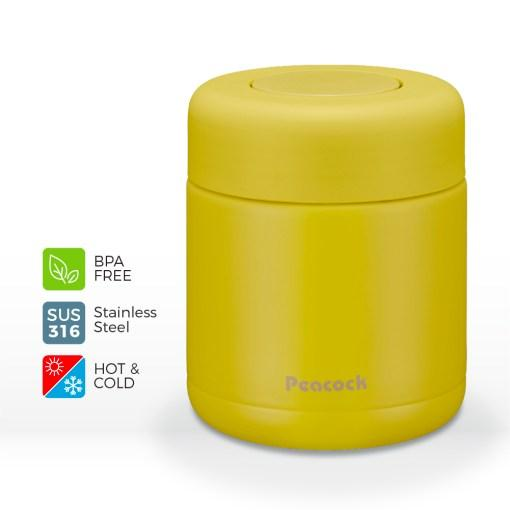 BPA
FREE
SUS
316
Stainless
Steel
HOT &
COLD
Peacock